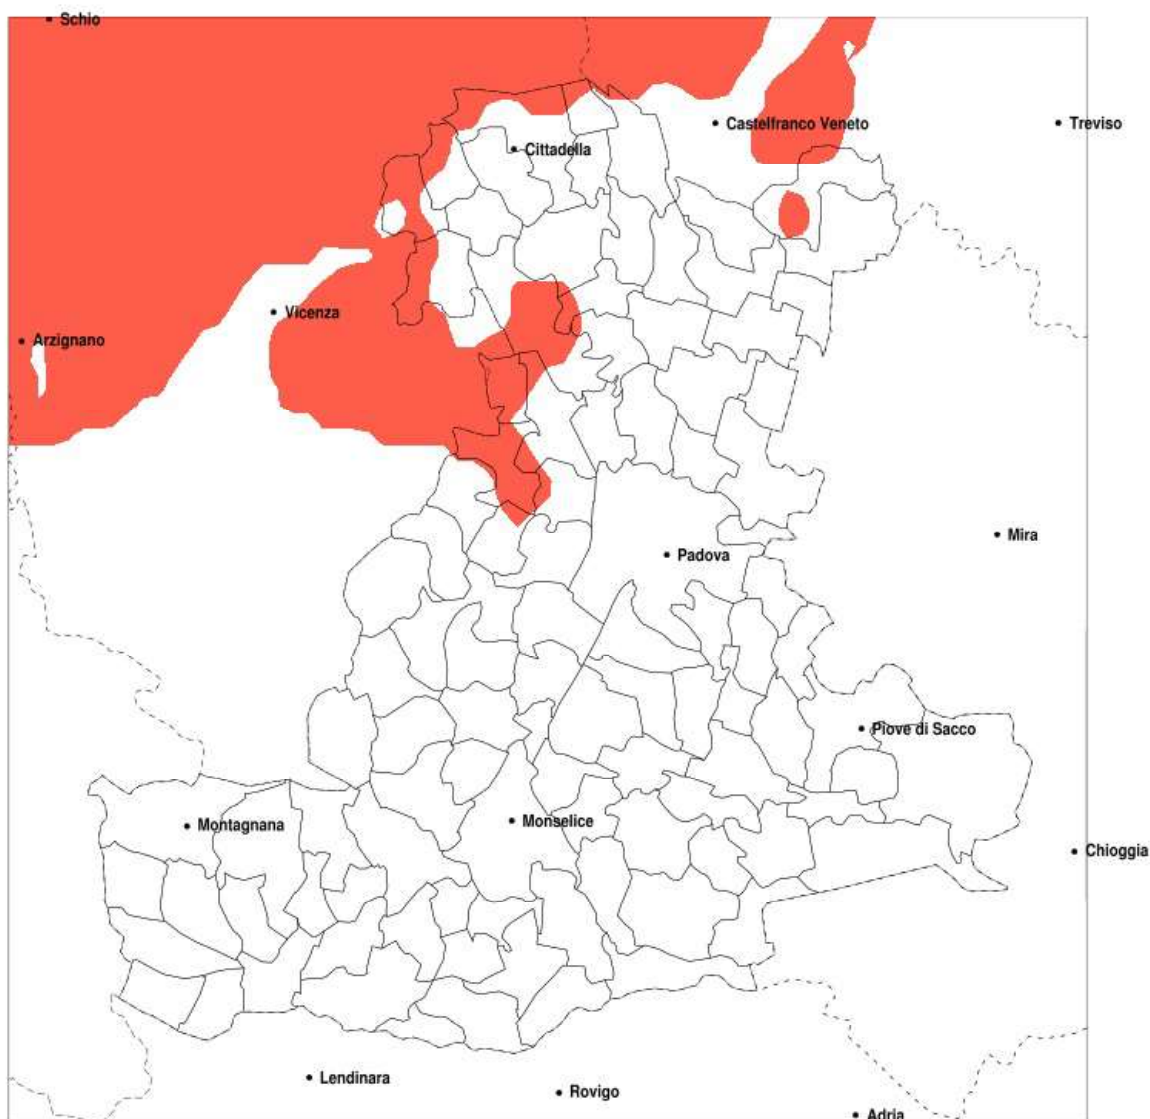 Schio
Castelfranco Veneto
Treviso
Cittadella
Vicenza
Arzignano
Mira
Padova
Piove di Sacco
Montagnana
Monselice
Chioggia
Lendinara
Rovigo
Adria